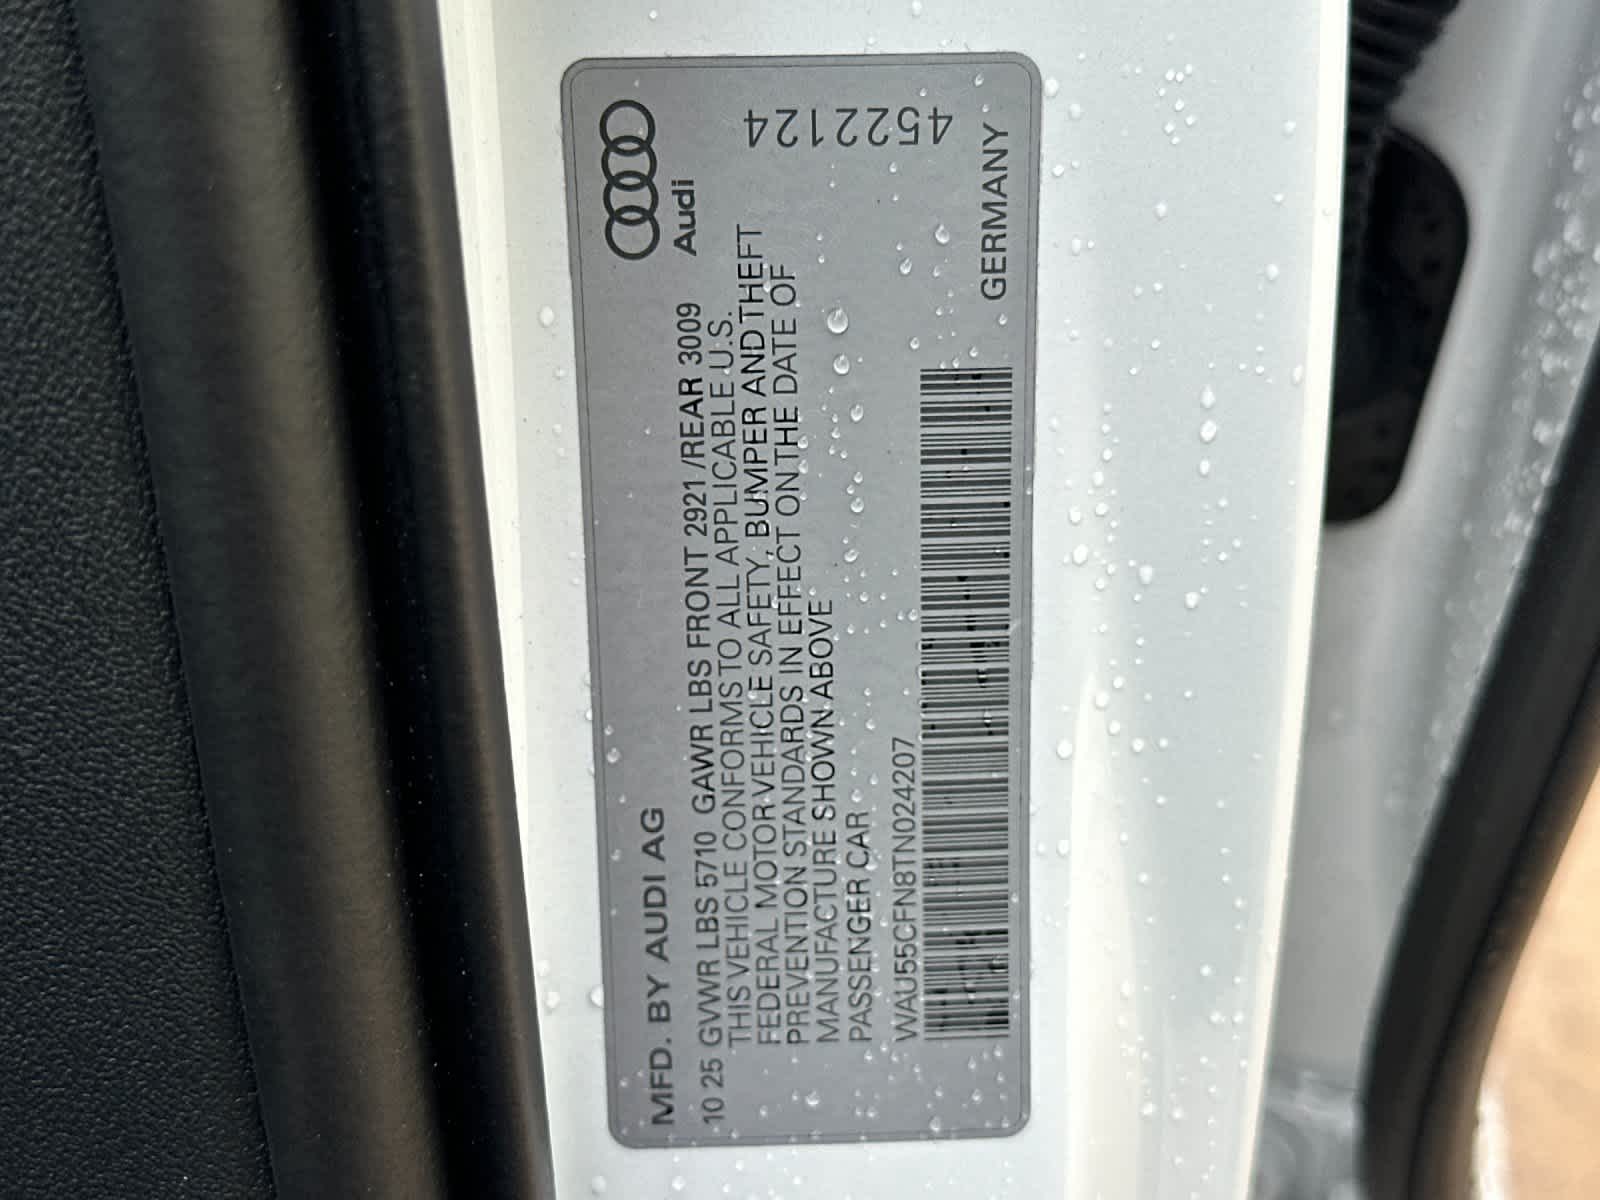 MFD. BY AUDI AG
Audi
10 25 GVWR LBS 5710 GAWR LBS FRONT 2921 /REAR 3009
THIS VEHICLE CONFORMS TO ALL APPLICABLE U.S.
FEDERAL MOTOR VEHICLE SAFETY, BUMPER AND THEFT
PREVENTION STANDARDS IN EFFECT ON THE DATE OF
MANUFACTURE SHOWN ABOVE
PASSENGER CAR
WAU55CFN8TN024207
4522124
GERMANY